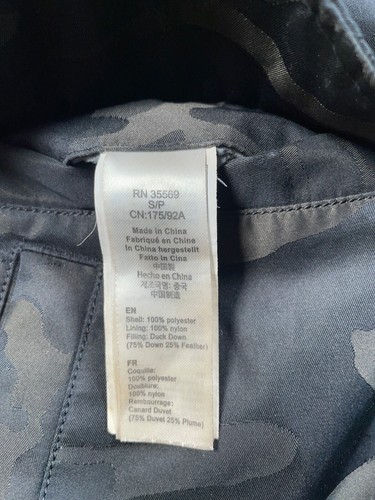 RN 35669
S/P
CN:175/92A
Made in China
Fabriqué en China
In China hergestellt
Fatto in Cina
中国製
Hecho en China
제조국명: 중국
中国制造
EN
Shell: 100% polyester
Lining: 100% nylon
Filling: Duck Down
(75% Down 25% Feather)
FR
Coquille:
100% polyester
Doublure:
100% nylon
Rembourrage:
Canard Duvet
(75% Duvet 25% Plume)